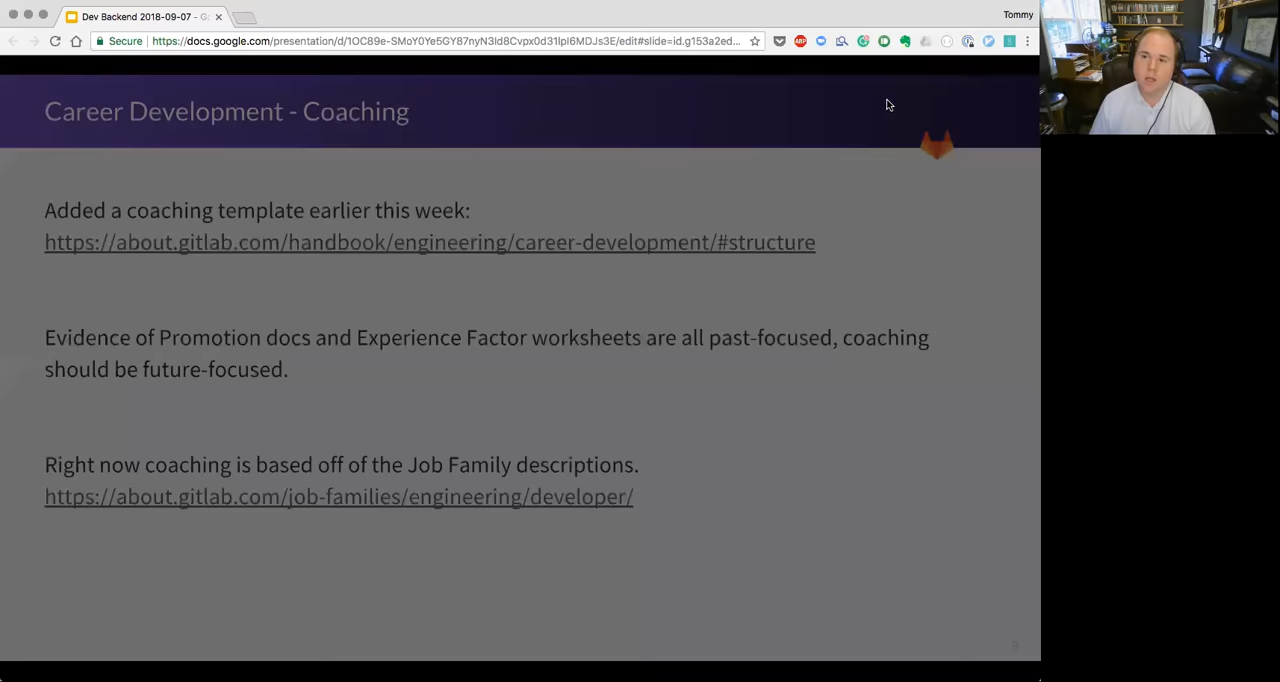 Dev Backend 2018-09-07 - G
Tommy
Secure
https://docs.google.com/presentation/d/1OC89e-SMoY0Ye5GY87nyN3Id8Cvpx0d31lpI6MDJs3E/edit#slide=id.g153a2ed...
Career Development - Coaching
Added a coaching template earlier this week:
https://about.gitlab.com/handbook/engineering/career-development/#structure
Evidence of Promotion docs and Experience Factor worksheets are all past-focused, coaching
should be future-focused.
Right now coaching is based off of the Job Family descriptions.
https://about.gitlab.com/job-families/engineering/developer/